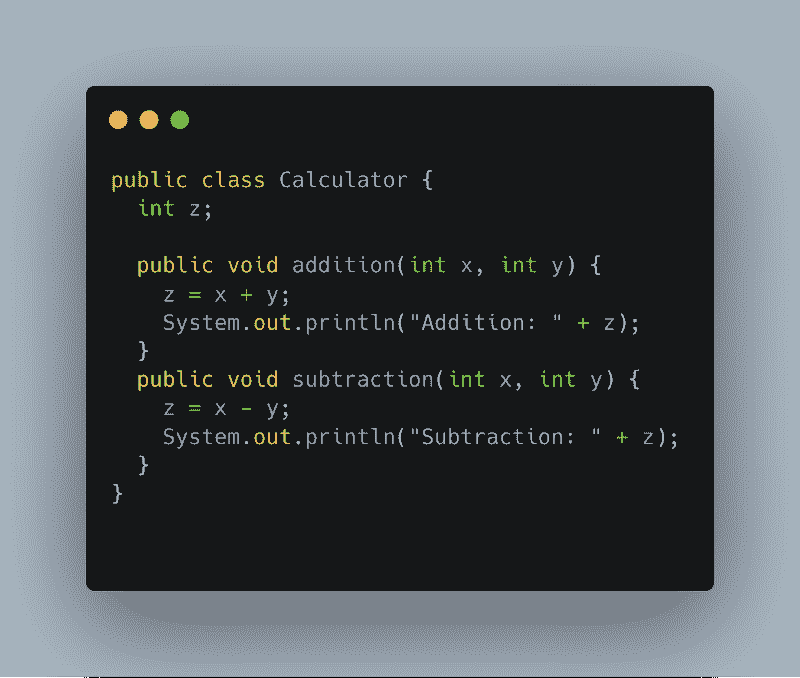 public class Calculator {
  int z;

  public void addition(int x, int y) {
    z = x + y;
    System.out.println("Addition: " + z);
  }
  public void subtraction(int x, int y) {
    z = x - y;
    System.out.println("Subtraction: " + z);
  }
}